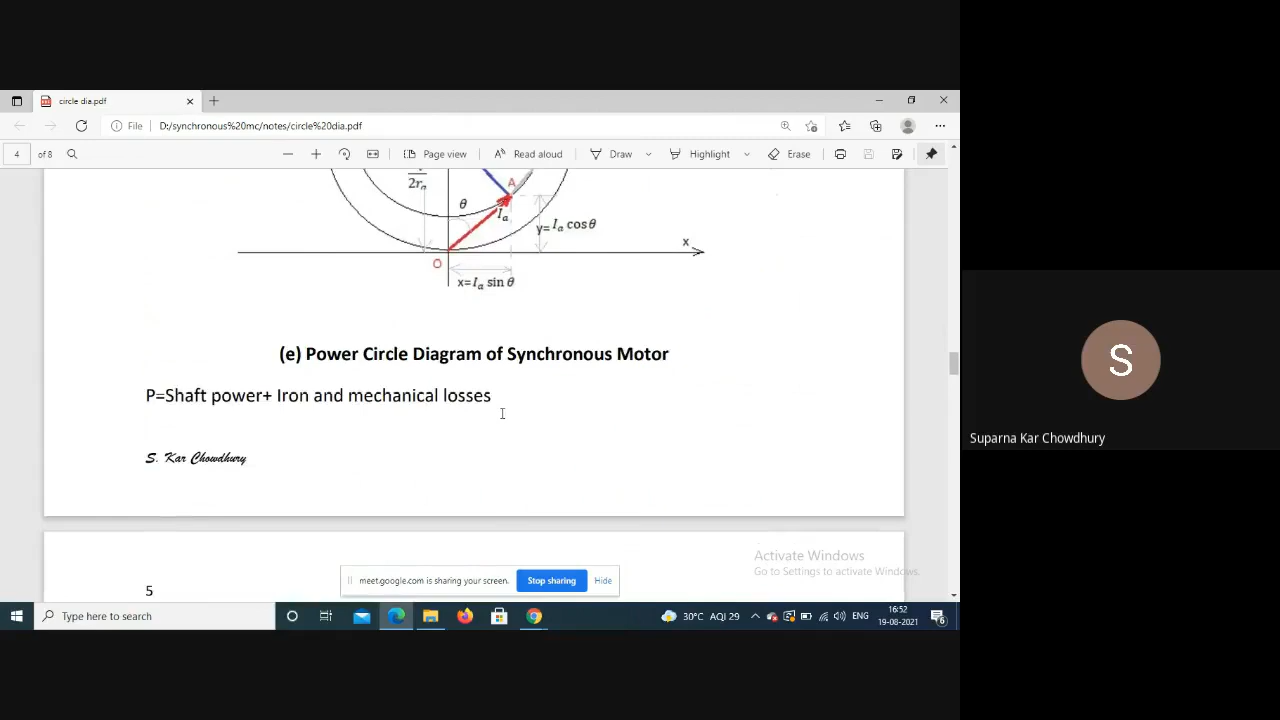 circle dia.pdf
File
D:/synchronous%20mc/notes/circle%20dia.pdf
4 of 8
Page view
Read aloud
Draw
Highlight
Erase
2rₐ
θ
A
Iₐ
y= Iₐ cosθ
x
O
x=Iₐ sin θ
(e) Power Circle Diagram of Synchronous Motor
P=Shaft power+ Iron and mechanical losses
S. Kar Chowdhury
5
Activate Windows
Go to Settings to activate Windows.
meet.google.com is sharing your screen.
Stop sharing
Hide
Type here to search
30°C AQI 29
ENG
16:52
19-08-2021
6
S
Suparna Kar Chowdhury